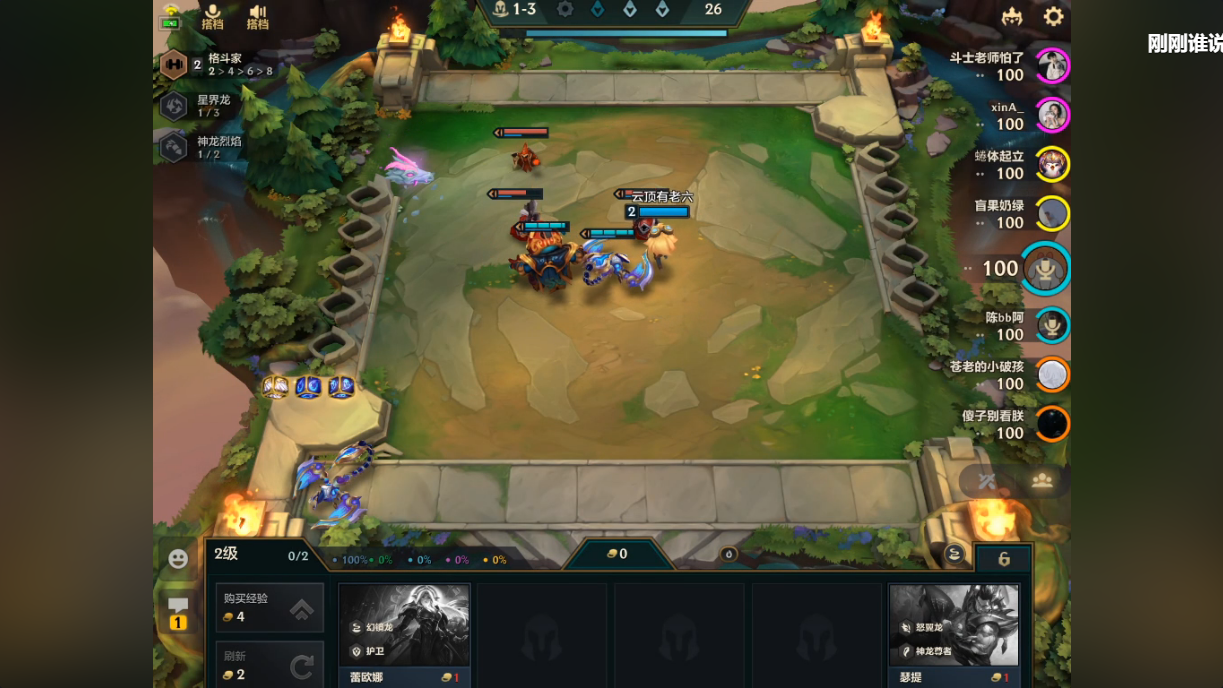 搭档
搭档
1-3
26
刚刚谁说
2
格斗家
2 > 4 > 6 > 8
星界龙
1 / 3
神龙烈焰
1 / 2
云顶有老六
2
斗士老师怕了
100
xinA_
100
蜷体起立
100
盲果奶绿
100
100
陈bb阿
100
苍老的小破孩
100
傻子别看朕
100
2级
0/2
100%
0%
0%
0%
0%
0
购买经验
4
刷新
2
1
幻镜龙
护卫
蕾欧娜
1
怒翼龙
神龙尊者
瑟提
1